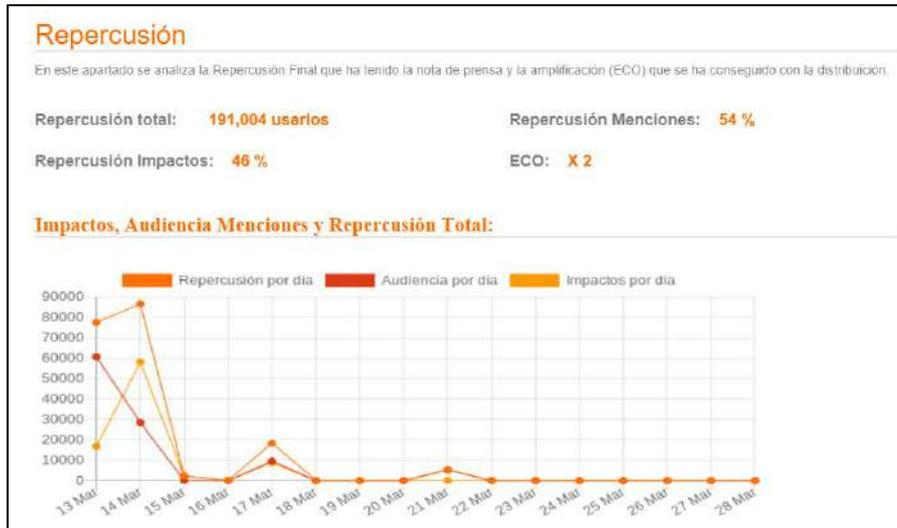 Repercusión
En este apartado se analiza la Repercusión Final que ha tenido la nota de prensa y la amplificación (ECO) que se ha conseguido con la distribuición.
Repercusión total: 191,004 usarios
Repercusión Menciones: 54 %
Repercusión Impactos: 46 %
ECO: X 2
Impactos, Audiencia Menciones y Repercusión Total:
Repercusión por día Audiencia por día Impactos por día
90000
80000
70000
60000
50000
40000
30000
20000
10000
0
13 Mar 14 Mar 15 Mar 16 Mar 17 Mar 18 Mar 19 Mar 20 Mar 21 Mar 22 Mar 23 Mar 24 Mar 25 Mar 26 Mar 27 Mar 28 Mar